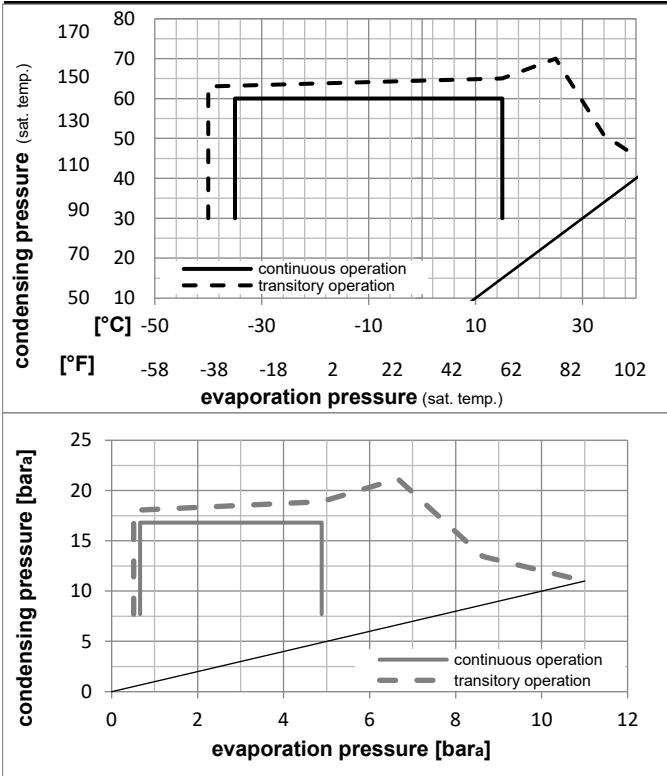 condensing pressure (sat. temp.)
170 80
70
150 60
130 50
110 40
90 30
70 20
50 10
continuous operation
transitory operation
[°C] -50 -30 -10 10 30
[°F] -58 -38 -18 2 22 42 62 82 102
evaporation pressure (sat. temp.)
condensing pressure [bara]
25
20
15
10
5
0
continuous operation
transitory operation
0 2 4 6 8 10 12
evaporation pressure [bara]